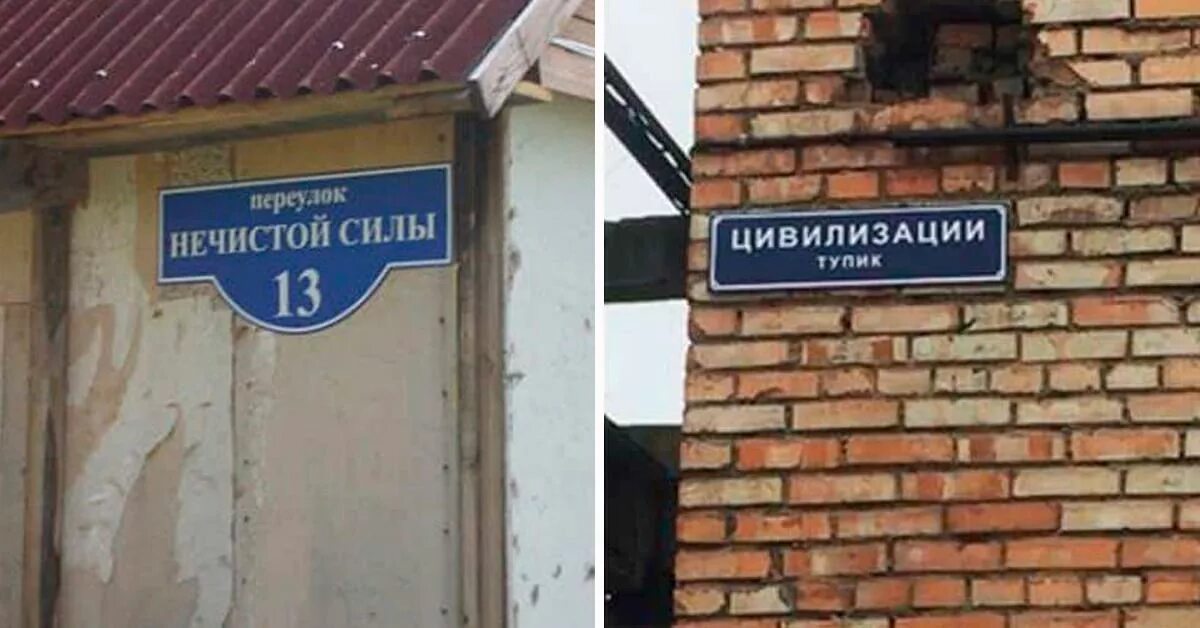 переулок
НЕЧИСТОЙ СИЛЫ
13
ЦИВИЛИЗАЦИИ
ТУПИК